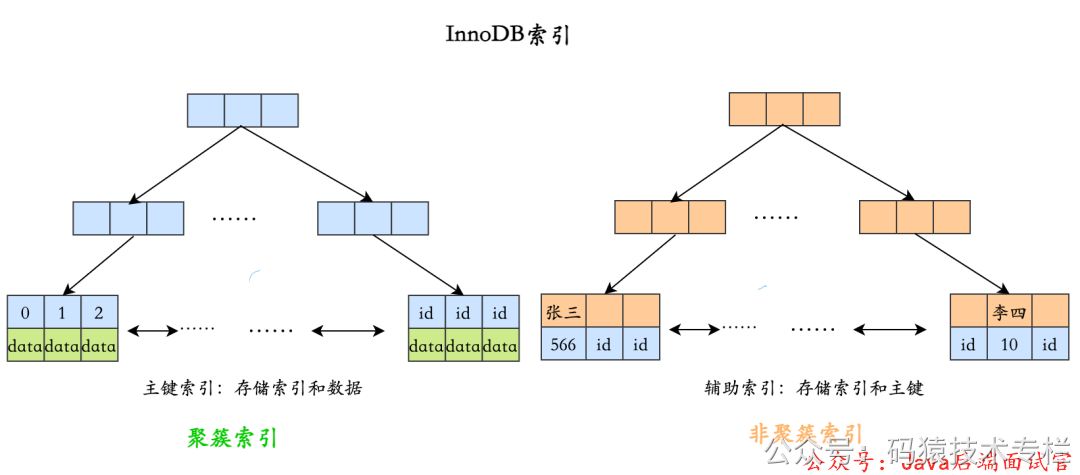 InnoDB索引
0 1 2
data data data
...... ......
id id id
data data data
主键索引：存储索引和数据
聚簇索引
张三
566 id id
...... ......
李四
id 10 id
辅助索引：存储索引和主键
非聚簇索引
公众号：码猿技术专栏
公众号：Java后端面试官